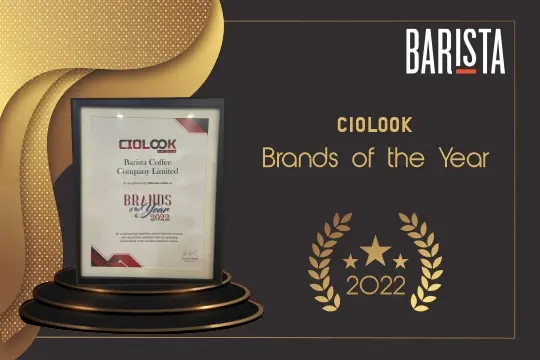 BARISTA
CIOLOOK
Brands of the Year
2022
CIOLOOK
Barista Coffee
Company Limited
BRANDS
of the Year
2022